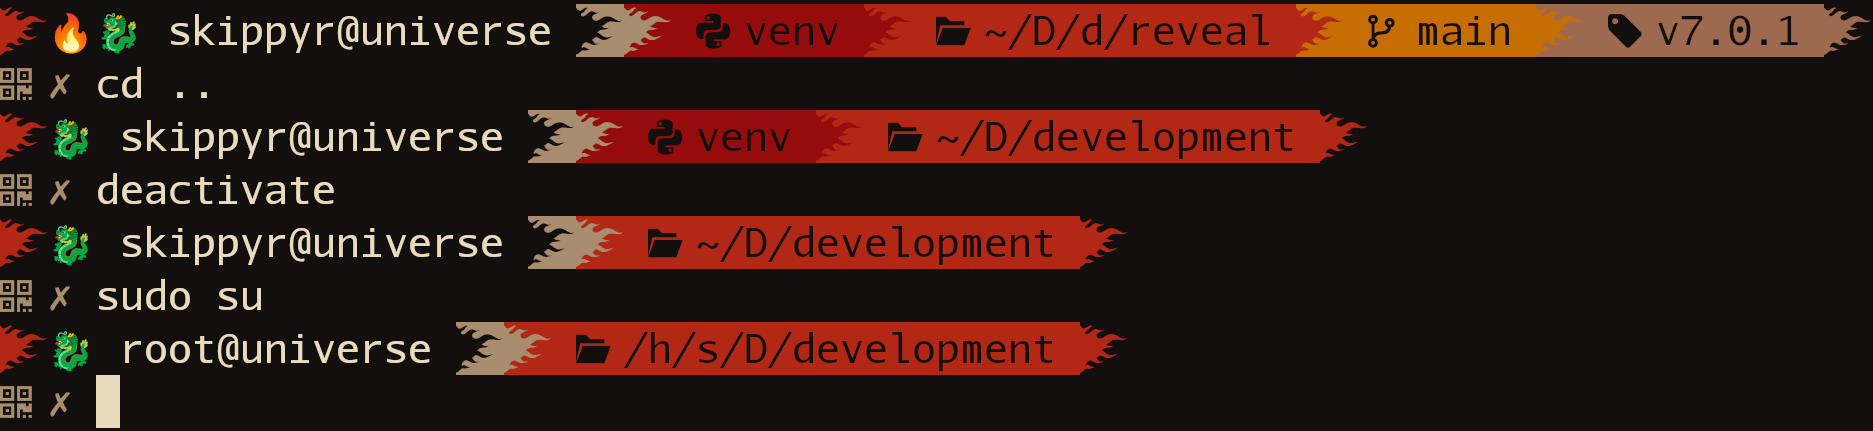 🔥🐉 skippyr@universe venv ~/D/d/reveal main v7.0.1
✗ cd ..
🐉 skippyr@universe venv ~/D/development
✗ deactivate
🐉 skippyr@universe ~/D/development
✗ sudo su
🐉 root@universe /h/s/D/development
✗